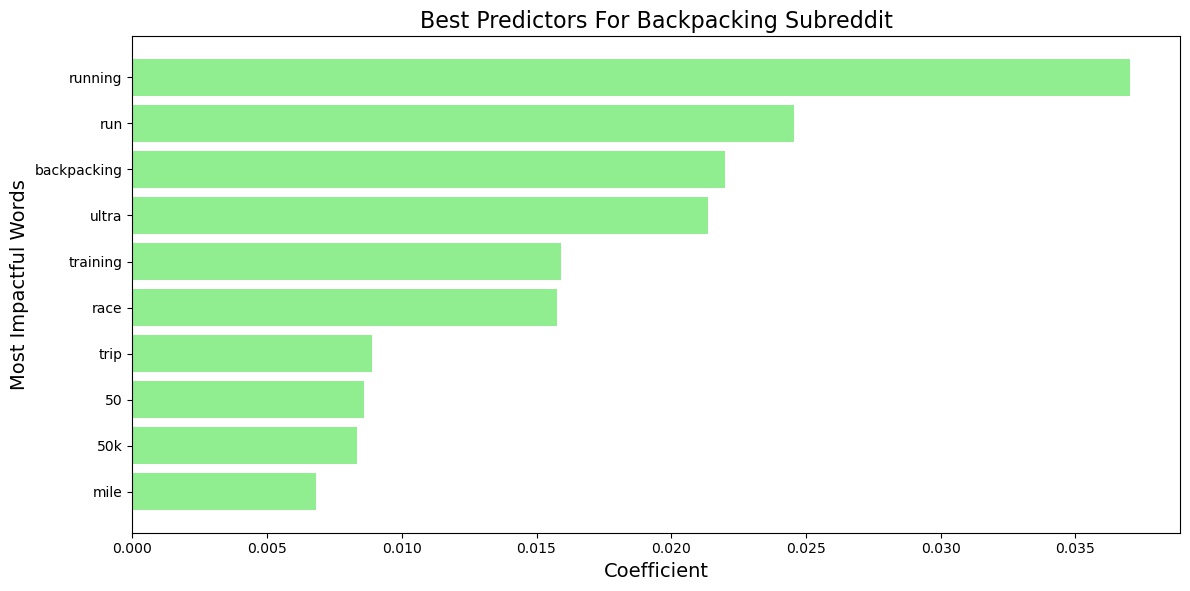 Best Predictors For Backpacking Subreddit
Most Impactful Words
running
run
backpacking
ultra
training
race
trip
50
50k
mile
0.000 0.005 0.010 0.015 0.020 0.025 0.030 0.035
Coefficient